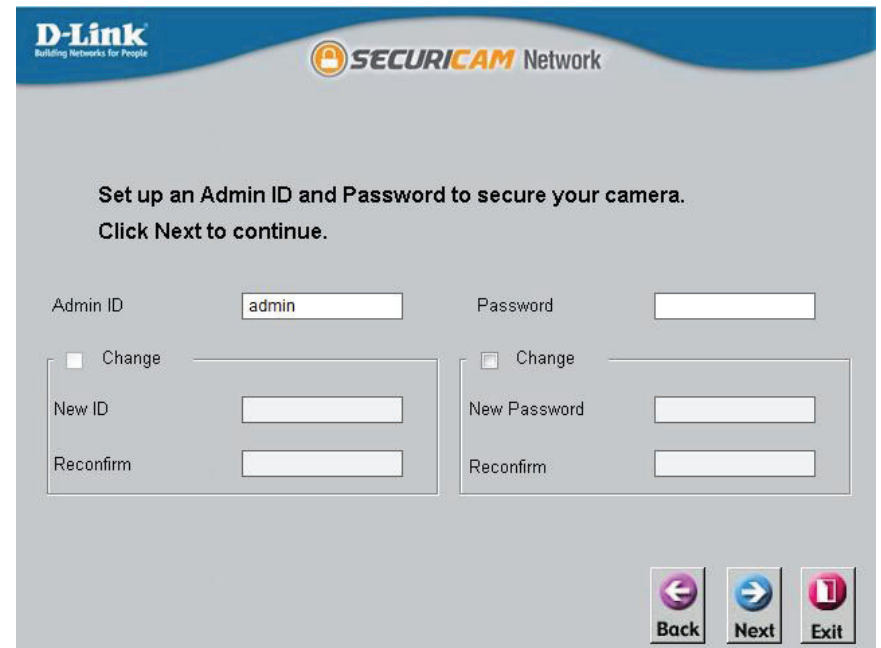 D-Link
Building Networks for People
SECURICAM Network
Set up an Admin ID and Password to secure your camera.
Click Next to continue.
Admin ID
admin
Password
Change
Change
New ID
New Password
Reconfirm
Reconfirm
Back
Next
Exit